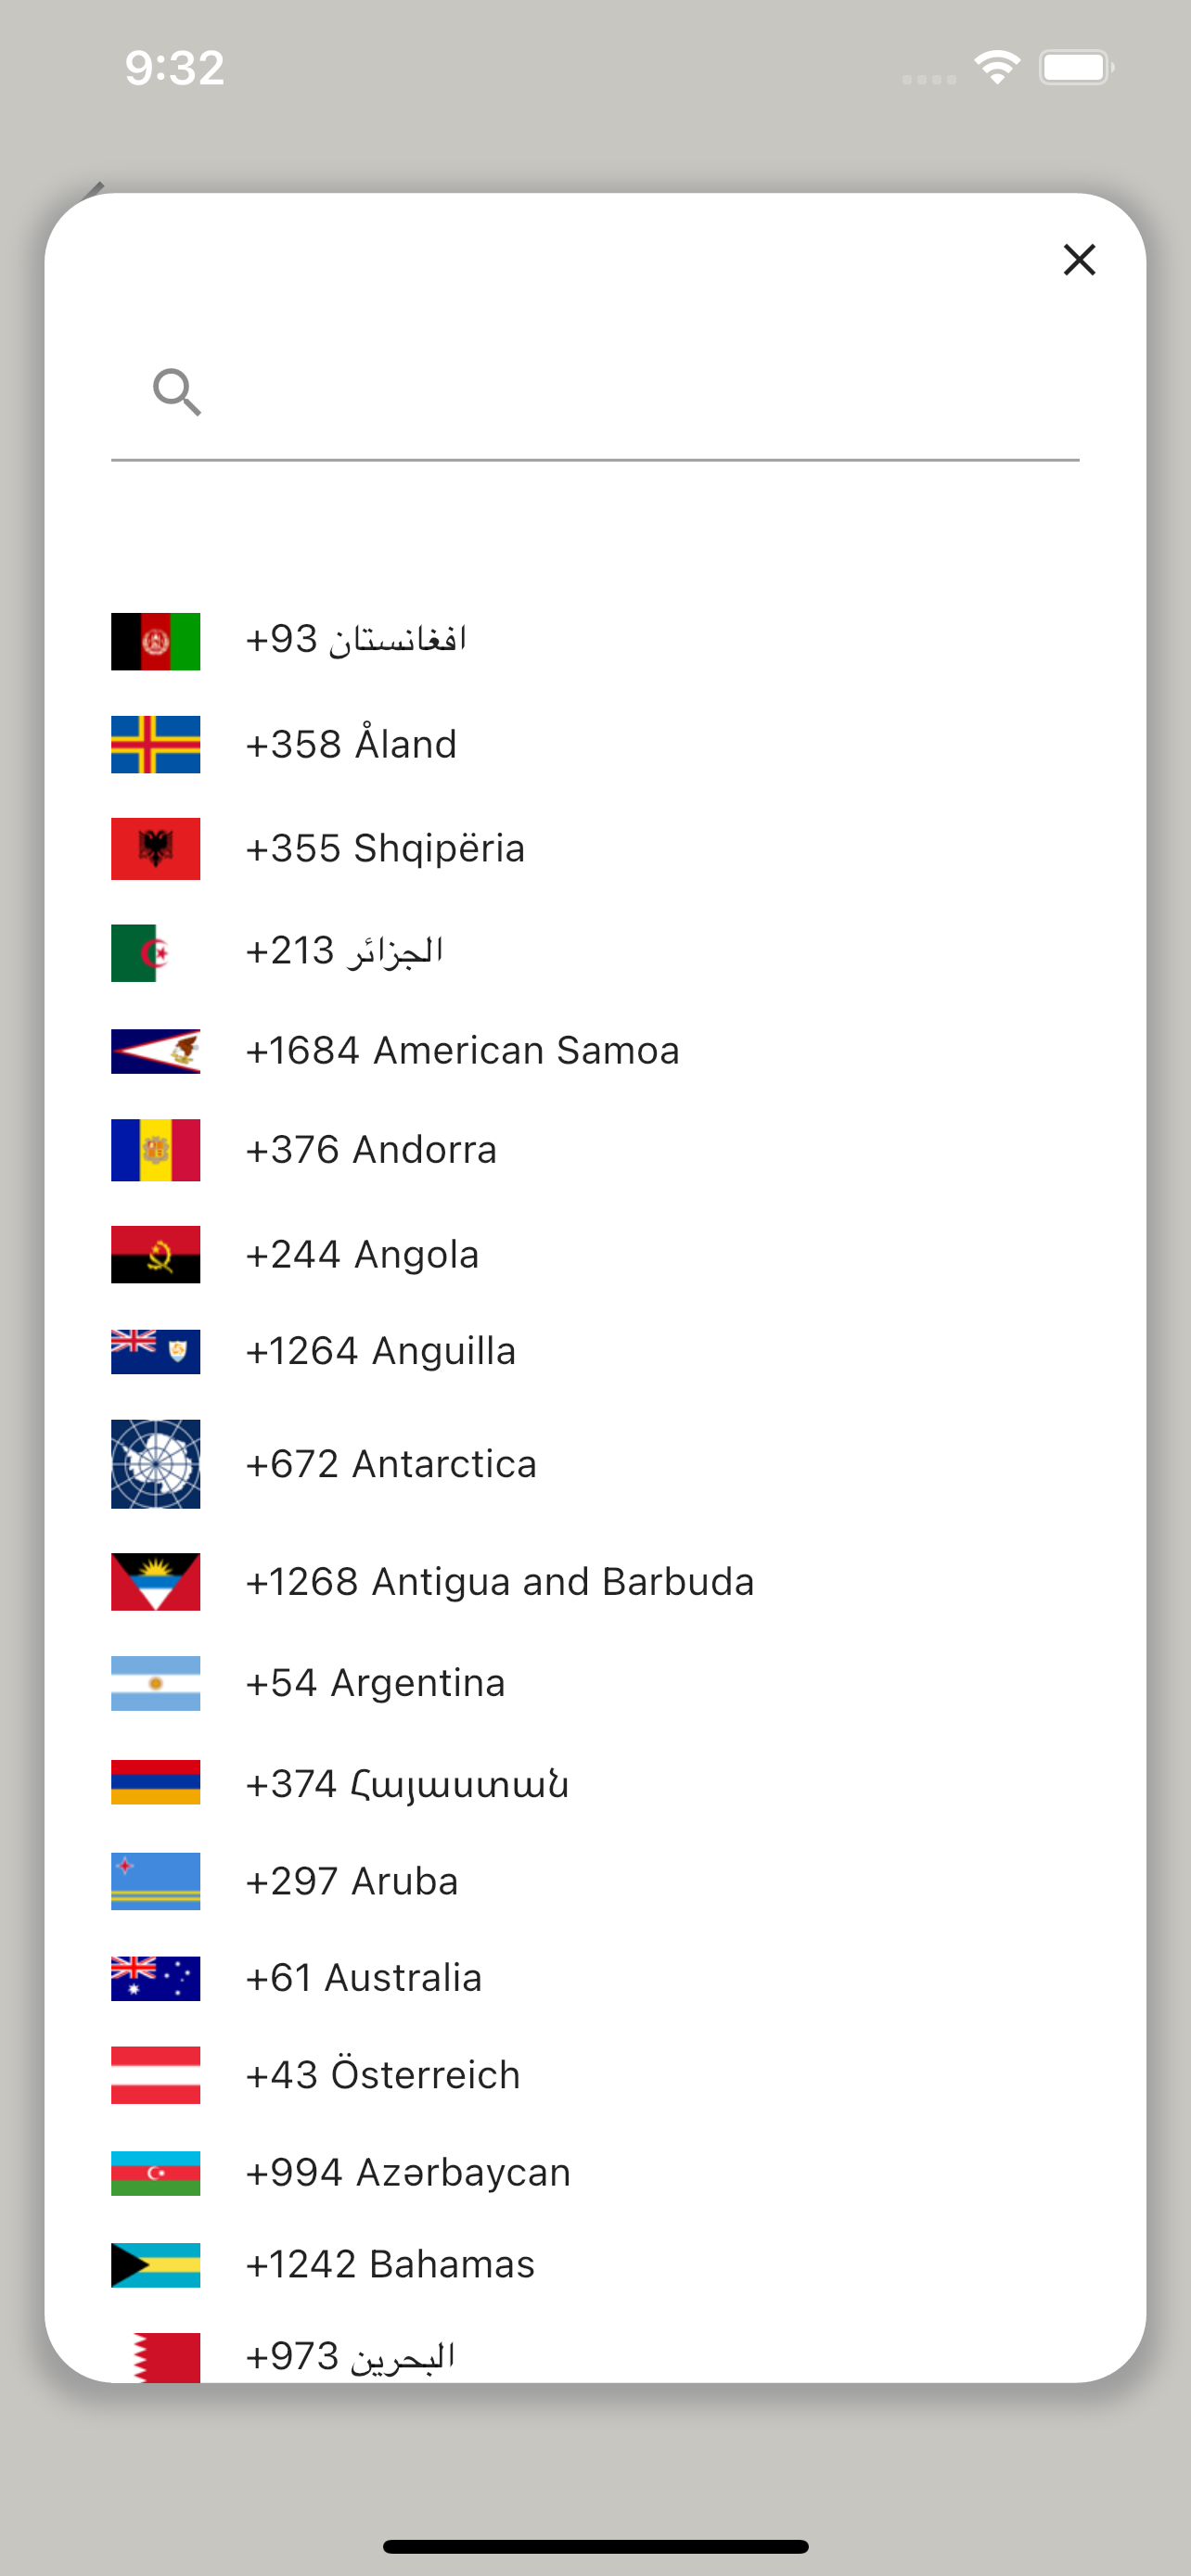 9:32
+93 افغانستان
+358 Åland
+355 Shqipëria
+213 الجزائر
+1684 American Samoa
+376 Andorra
+244 Angola
+1264 Anguilla
+672 Antarctica
+1268 Antigua and Barbuda
+54 Argentina
+374 Հայաստան
+297 Aruba
+61 Australia
+43 Österreich
+994 Azərbaycan
+1242 Bahamas
+973 البحرين